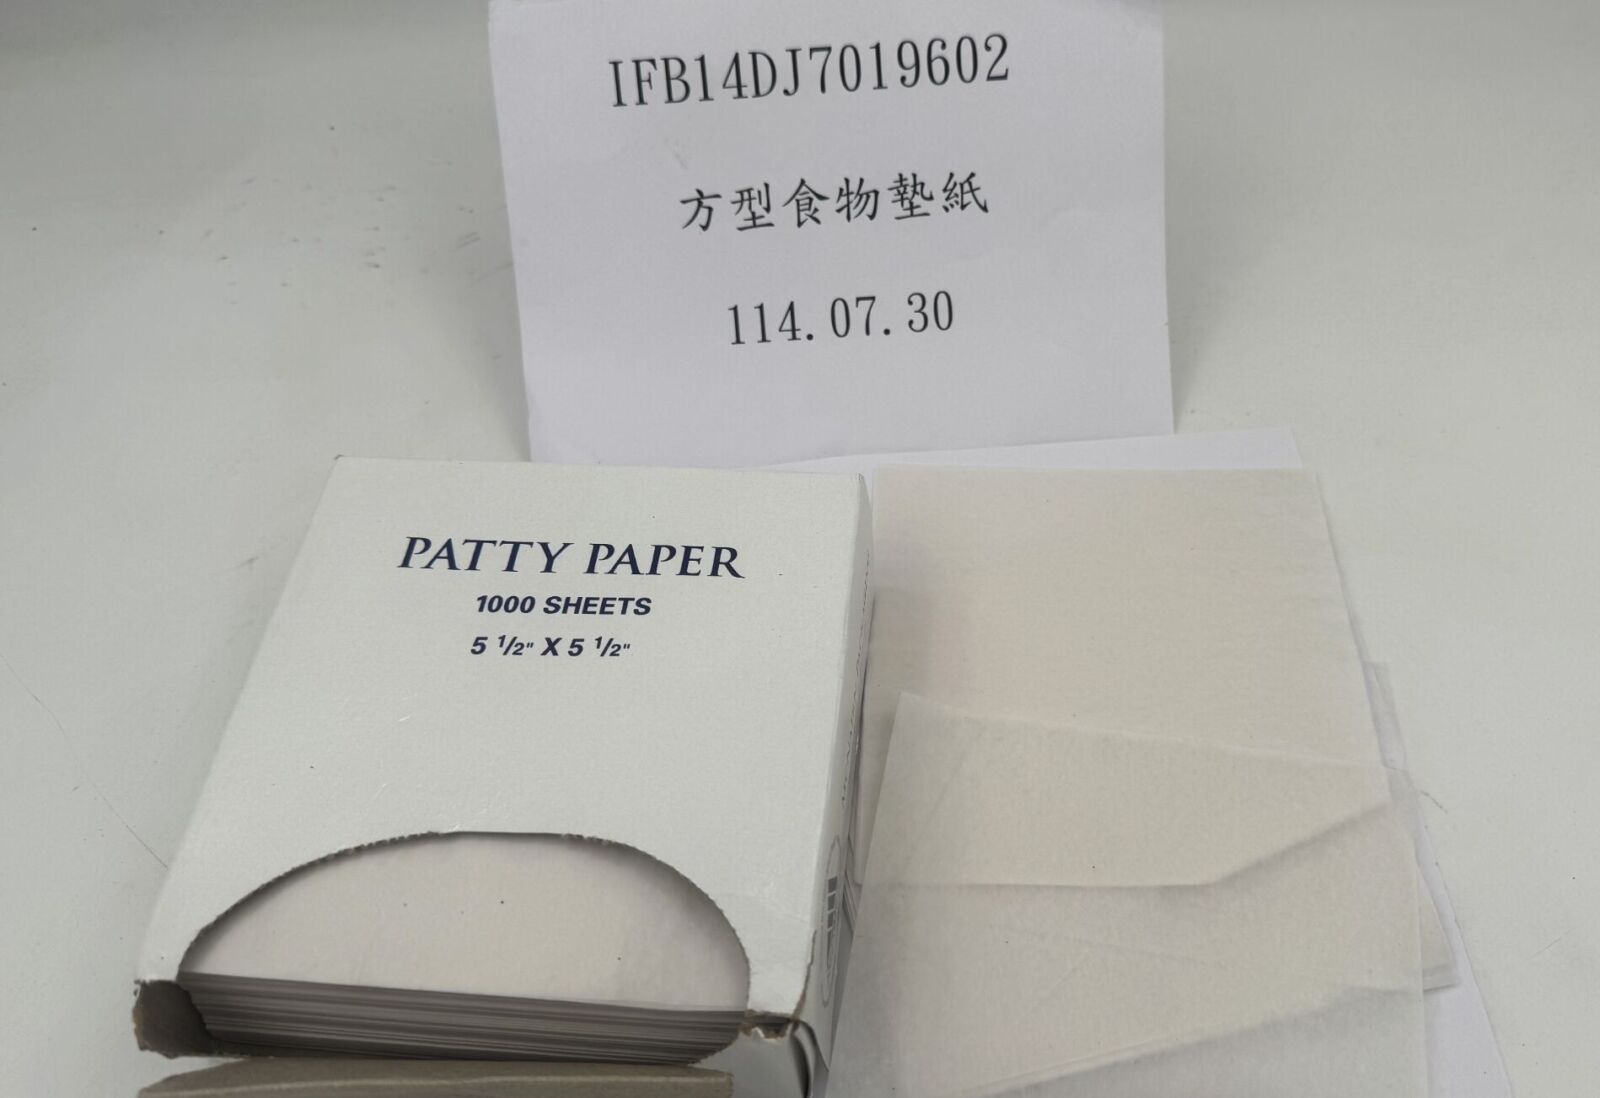 IFB14DJ7019602
方型食物墊紙
114.07.30
PATTY PAPER
1000 SHEETS
5 1/2" X 5 1/2"